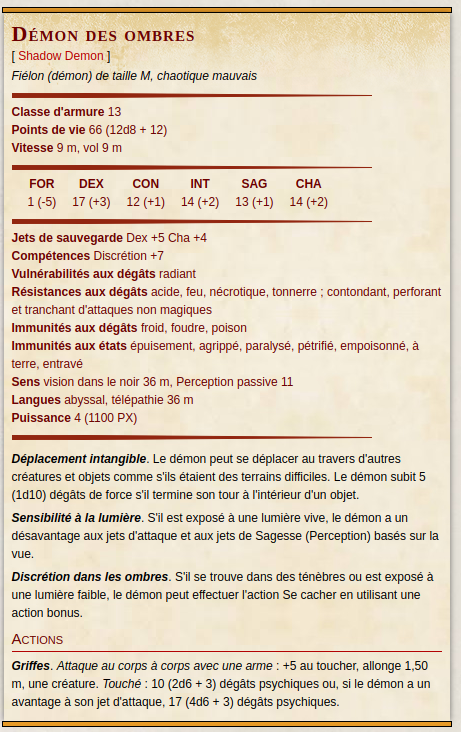 Démon des ombres
[ Shadow Demon ]
Fiélon (démon) de taille M, chaotique mauvais
Classe d'armure 13
Points de vie 66 (12d8 + 12)
Vitesse 9 m, vol 9 m
FOR DEX CON INT SAG CHA
1 (-5) 17 (+3) 12 (+1) 14 (+2) 13 (+1) 14 (+2)
Jets de sauvegarde Dex +5 Cha +4
Compétences Discrétion +7
Vulnérabilités aux dégâts radiant
Résistances aux dégâts acide, feu, nécrotique, tonnerre ; contondant, perforant
et tranchant d'attaques non magiques
Immunités aux dégâts froid, foudre, poison
Immunités aux états épuisement, agrippé, paralysé, pétrifié, empoisonné, à
terre, entravé
Sens vision dans le noir 36 m, Perception passive 11
Langues abyssal, télépathie 36 m
Puissance 4 (1100 PX)
Déplacement intangible. Le démon peut se déplacer au travers d'autres
créatures et objets comme s'ils étaient des terrains difficiles. Le démon subit 5
(1d10) dégâts de force s'il termine son tour à l'intérieur d'un objet.
Sensibilité à la lumière. S'il est exposé à une lumière vive, le démon a un
désavantage aux jets d'attaque et aux jets de Sagesse (Perception) basés sur la
vue.
Discrétion dans les ombres. S'il se trouve dans des ténèbres ou est exposé à
une lumière faible, le démon peut effectuer l'action Se cacher en utilisant une
action bonus.
Actions
Griffes. Attaque au corps à corps avec une arme : +5 au toucher, allonge 1,50
m, une créature. Touché : 10 (2d6 + 3) dégâts psychiques ou, si le démon a un
avantage à son jet d'attaque, 17 (4d6 + 3) dégâts psychiques.